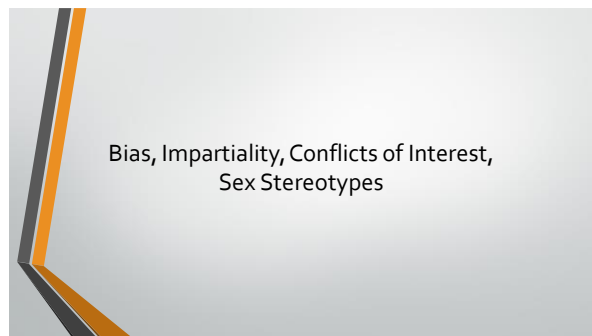 Bias, Impartiality, Conflicts of Interest,
Sex Stereotypes